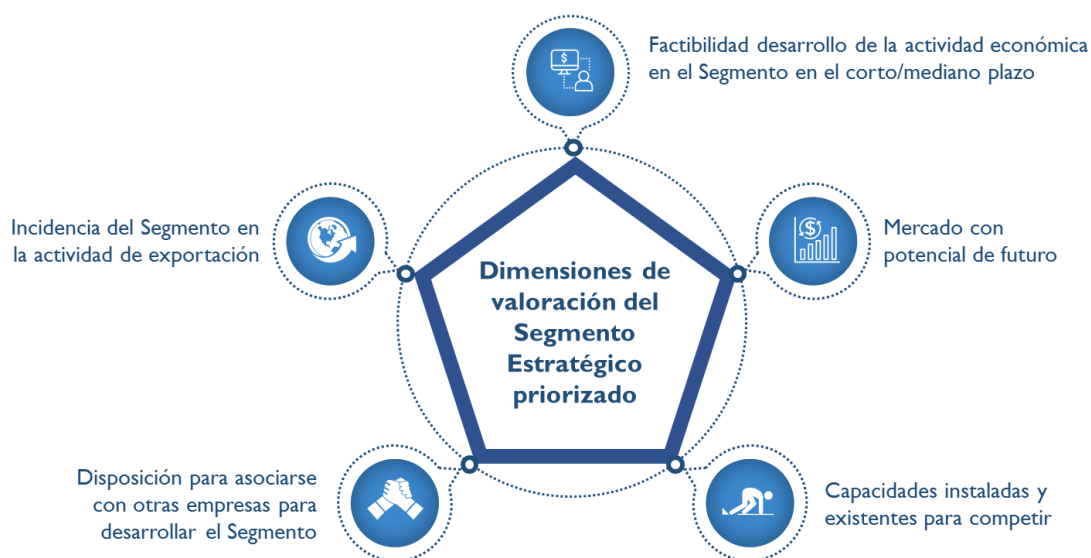 Factibilidad desarrollo de la actividad económica
en el Segmento en el corto/mediano plazo
Incidencia del Segmento en
la actividad de exportación
Mercado con
potencial de futuro
Dimensiones de
valoración del
Segmento
Estratégico
priorizado
Disposición para asociarse
con otras empresas para
desarrollar el Segmento
Capacidades instaladas y
existentes para competir